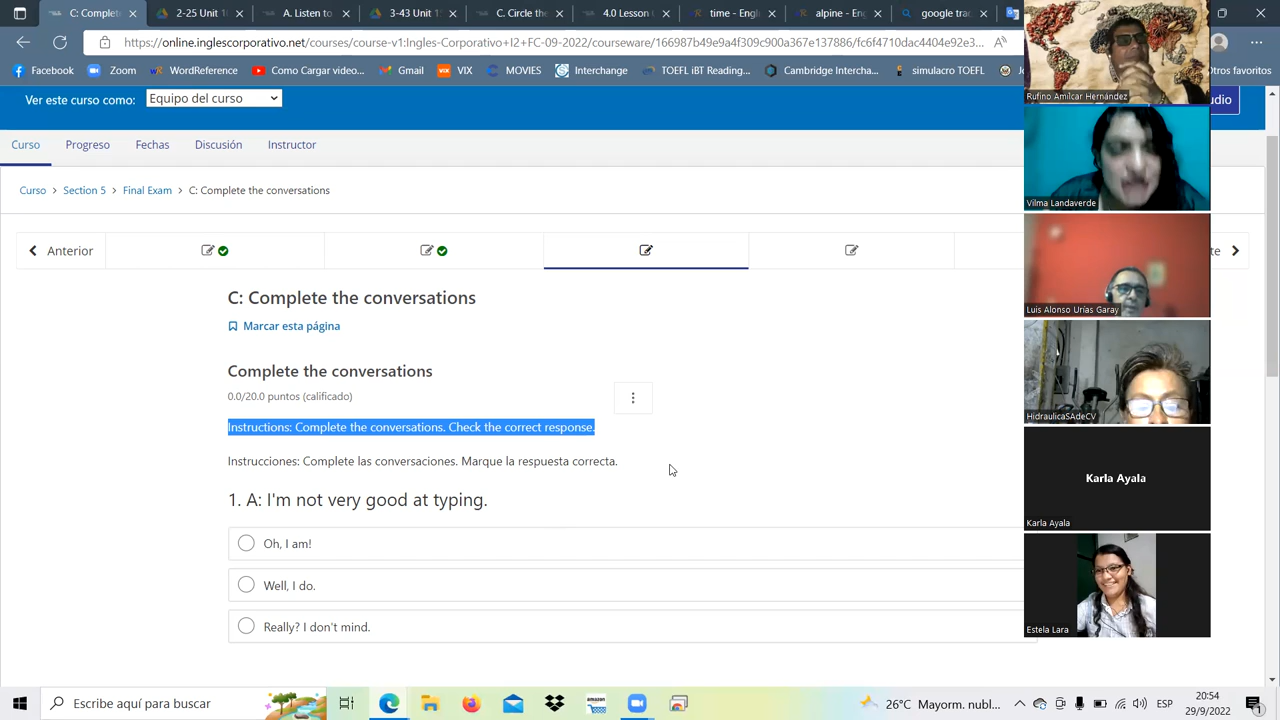 2-25 Unit 1
A. Listen to
3-43 Unit 1
C. Circle the
4.0 Lesson
time - Engl
alpine - Eng
google tra
https://online.inglescorporativo.net/courses/course-v1:Ingles-Corporativo+I2+FC-09-2022/courseware/166987b49e9a4f309c900a367e137886/fc6f4710dac4404e92e3...
Facebook
Zoom
WordReference
Como Cargar video...
Gmail
VIX
TOVIES
Interchange
TOEFL iBT Reading...
Cambridge Intercha...
simulacro TOEFL
Otros favoritos
Ver este curso como:
Equipo del curso
Curso
Progreso
Fechas
Discusión
Instructor
Curso > Section 5 > Final Exam > C: Complete the conversations
Anterior
C: Complete the conversations
Marcar esta página
Complete the conversations
0.0/20.0 puntos (calificado)
Instructions: Complete the conversations. Check the correct response.
Instrucciones: Complete las conversaciones. Marque la respuesta correcta.
1. A: I'm not very good at typing.
Oh, I am!
Well, I do.
Really? I don't mind.
Rufino Amilcar Hernández
Vilma Landaverde
Luis Alonso Urías Garay
HidraulicaSAdeCV
Karla Ayala
Karla Ayala
Estela Lara
Escribe aquí para buscar
26°C Mayorm. nubl...
ESP
20:54
29/9/2022
1